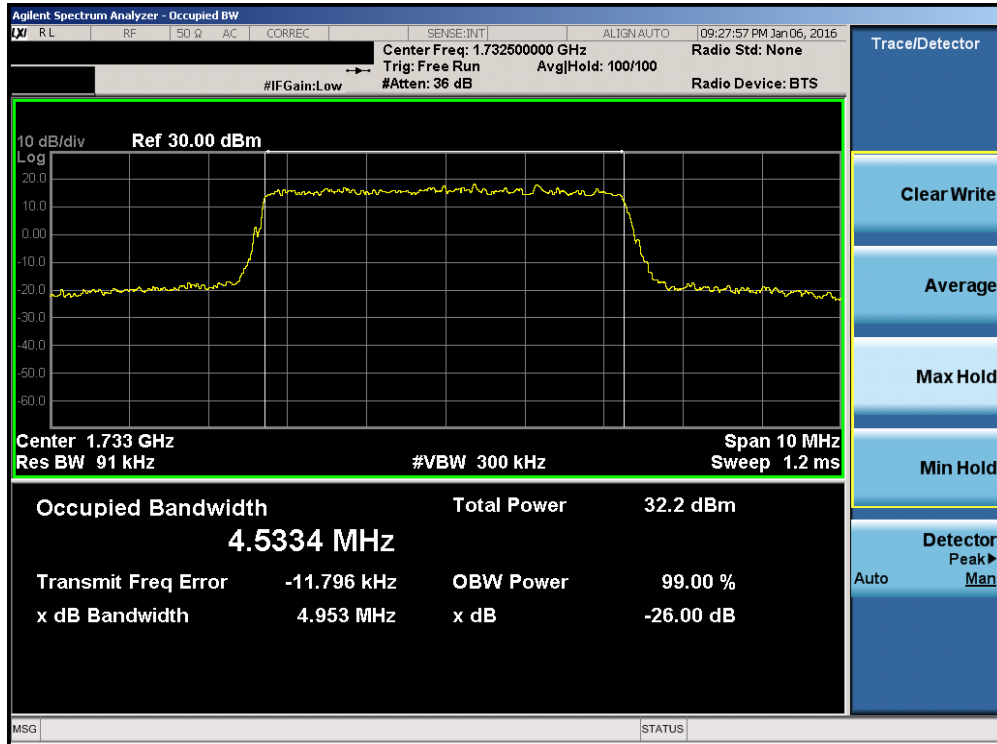 Agilent Spectrum Analyzer - Occupied BW
LXI RL RF 50 Ω AC CORREC SENSE:INT ALIGN AUTO 09:27:57 PM Jan 06, 2016
Center Freq: 1.732500000 GHz Radio Std: None
Trig: Free Run Avg|Hold: 100/100
#IFGain:Low #Atten: 36 dB Radio Device: BTS
10 dB/div Ref 30.00 dBm
Log
20.0
10.0
0.00
-10.0
-20.0
-30.0
-40.0
-50.0
-60.0
Center 1.733 GHz Span 10 MHz
Res BW 91 kHz #VBW 300 kHz Sweep 1.2 ms
Occupied Bandwidth Total Power 32.2 dBm
4.5334 MHz
Transmit Freq Error -11.796 kHz OBW Power 99.00 %
x dB Bandwidth 4.953 MHz x dB -26.00 dB
MSG STATUS
Trace/Detector
Clear Write
Average
Max Hold
Min Hold
Detector
Peak▶
Auto Man